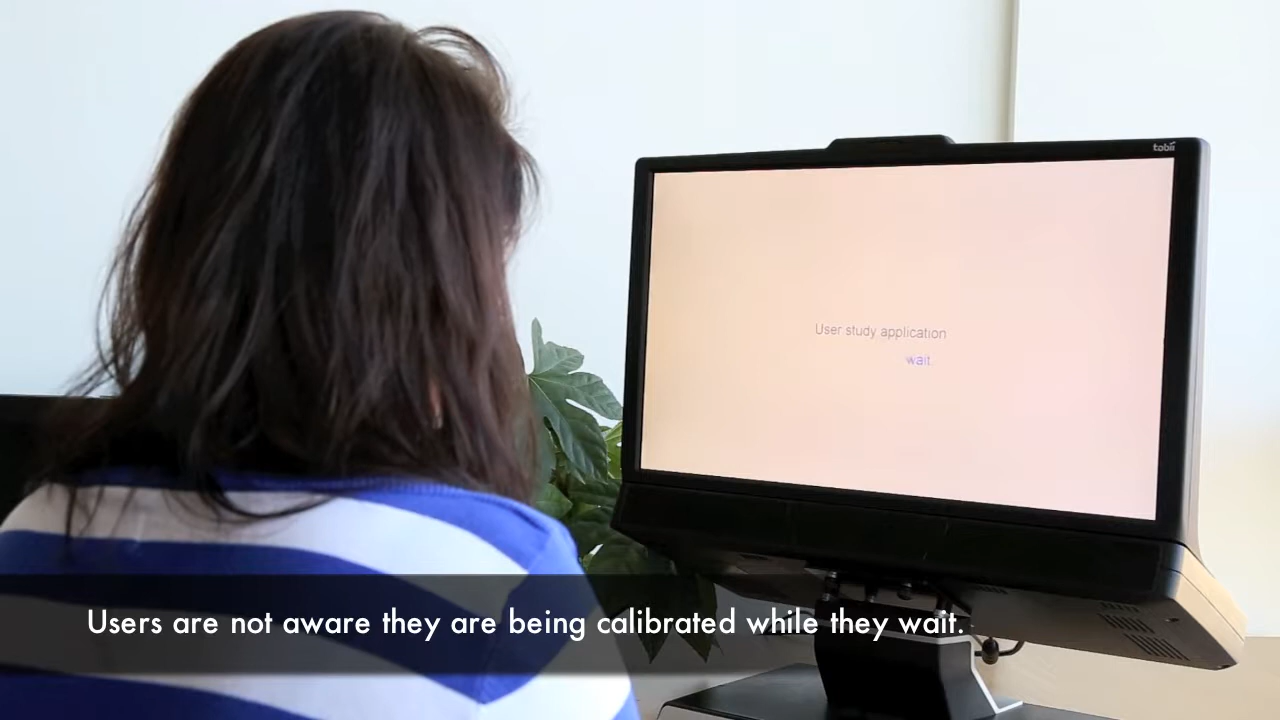 tobii
User study application
wait
Users are not aware they are being calibrated while they wait.